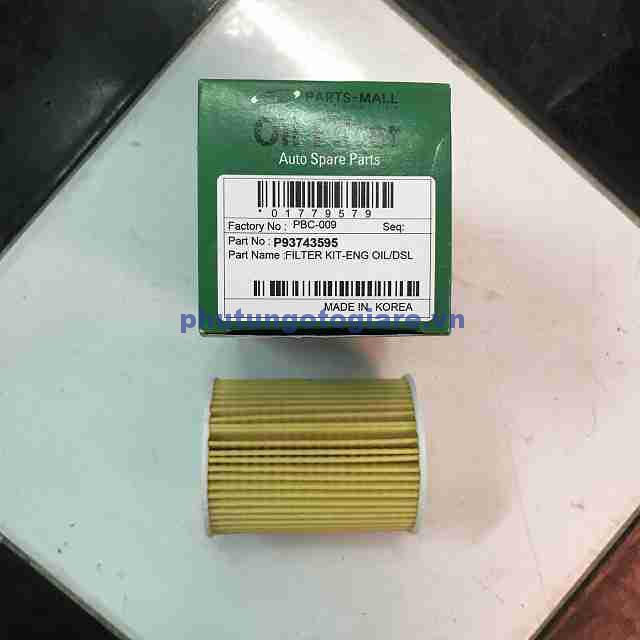 PARTS-MALL
Oil Filter
Auto Spare Parts
*01779579
Factory No : PBC-009 Seq:
Part No : P93743595
Part Name :FILTER KIT-ENG OIL/DSL
MADE IN KOREA
phutungotogiare.vn